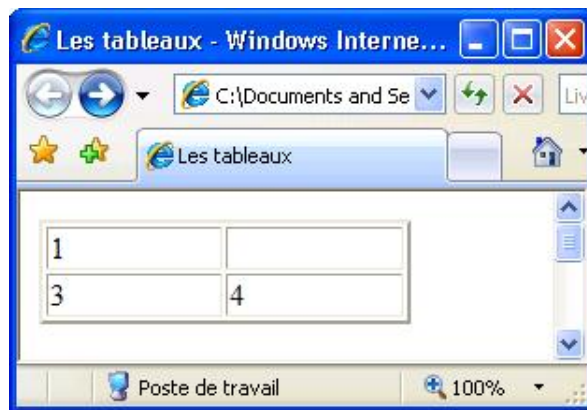 Les tableaux - Windows Interne...
C:\Documents and Se
Liv
Les tableaux
1
3 4
Poste de travail 100%